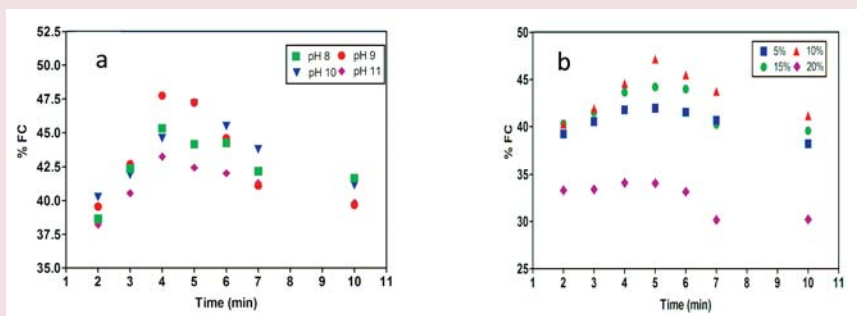 a
pH 8 pH 9
pH 10 pH 11
52.5
50.0
47.5
45.0
42.5
40.0
37.5
35.0
% FC
1 2 3 4 5 6 7 8 9 10 11
Time (min)
b
5% 10%
15% 20%
50
45
40
35
30
25
% FC
1 2 3 4 5 6 7 8 9 10 11
Time (min)